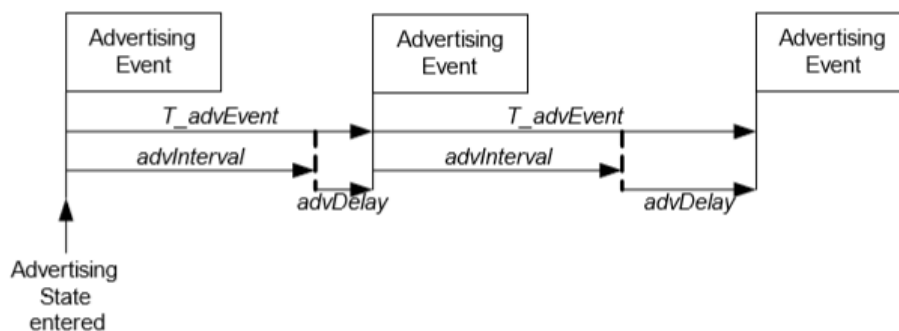 Advertising
Event
Advertising
Event
Advertising
Event
T_advEvent
T_advEvent
advInterval
advInterval
advDelay
advDelay
Advertising
State
entered